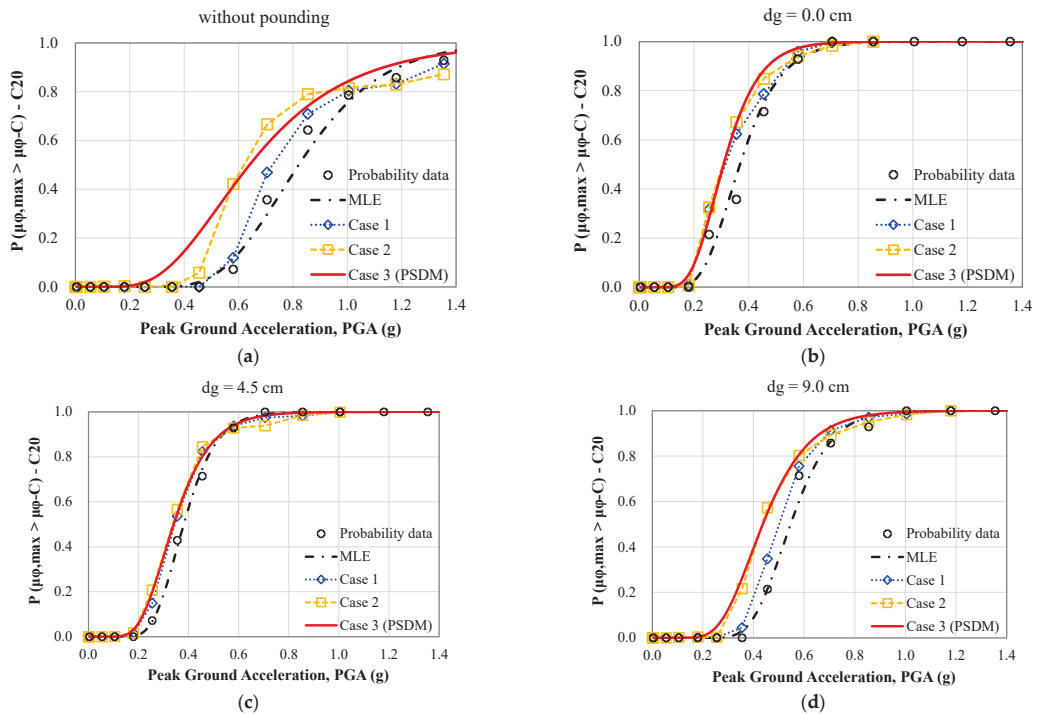 without pounding
P (μφ,max > μφ-C) - C20
1.0
0.8
0.6
0.4
0.2
0.0
0.0 0.2 0.4 0.6 0.8 1.0 1.2 1.4
Probability data
MLE
Case 1
Case 2
Case 3 (PSDM)
Peak Ground Acceleration, PGA (g)
(a)
dg = 0.0 cm
P (μφ,max > μφ-C) - C20
1.0
0.8
0.6
0.4
0.2
0.0
0.0 0.2 0.4 0.6 0.8 1.0 1.2 1.4
Probability data
MLE
Case 1
Case 2
Case 3 (PSDM)
Peak Ground Acceleration, PGA (g)
(b)
dg = 4.5 cm
P (μφ,max > μφ-C) - C20
1.0
0.8
0.6
0.4
0.2
0.0
0.0 0.2 0.4 0.6 0.8 1.0 1.2 1.4
Probability data
MLE
Case 1
Case 2
Case 3 (PSDM)
Peak Ground Acceleration, PGA (g)
(c)
dg = 9.0 cm
P (μφ,max > μφ-C) - C20
1.0
0.8
0.6
0.4
0.2
0.0
0.0 0.2 0.4 0.6 0.8 1.0 1.2 1.4
Probability data
MLE
Case 1
Case 2
Case 3 (PSDM)
Peak Ground Acceleration, PGA (g)
(d)